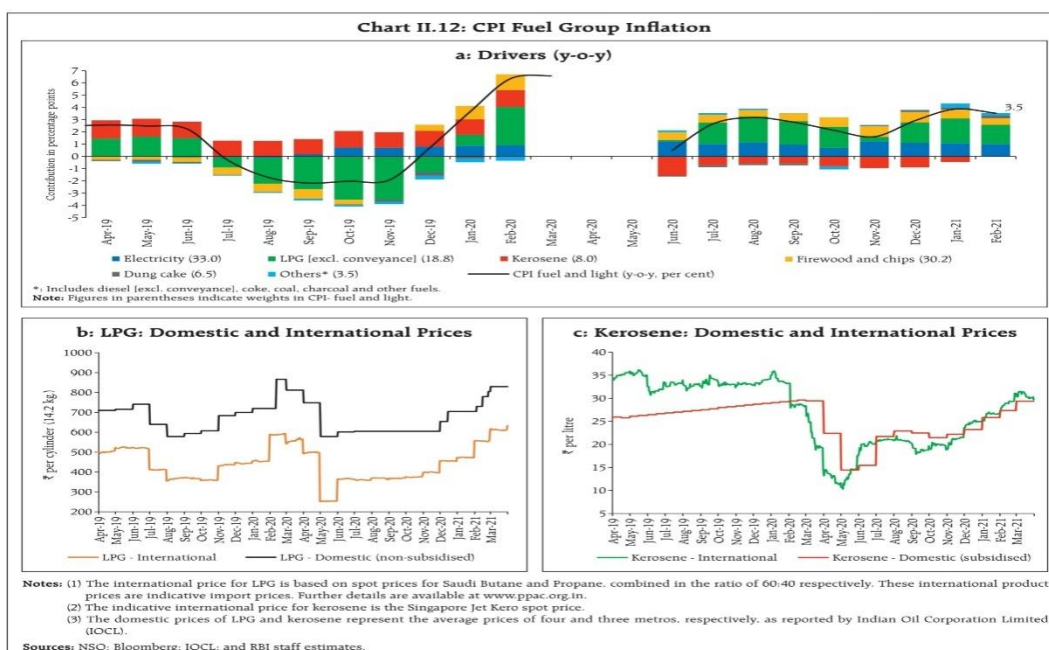 Chart II.12: CPI Fuel Group Inflation
a: Drivers (y-o-y)
Contribution in percentage points
7
6
5
4
3
2
1
0
-1
-2
-3
-4
-5
3.5
Apr-19 May-19 Jun-19 Jul-19 Aug-19 Sep-19 Oct-19 Nov-19 Dec-19 Jan-20 Feb-20 Mar-20 Apr-20 May-20 Jun-20 Jul-20 Aug-20 Sep-20 Oct-20 Nov-20 Dec-20 Jan-21 Feb-21
Electricity (33.0) LPG [excl. conveyance] (18.8) Kerosene (8.0) Firewood and chips (30.2)
Dung cake (6.5) Others* (3.5) CPI fuel and light (y-o-y, per cent)
*: Includes diesel [excl. conveyance], coke, coal, charcoal and other fuels.
Note: Figures in parentheses indicate weights in CPI- fuel and light.
b: LPG: Domestic and International Prices
₹ per cylinder (14.2 kg)
1000
900
800
700
600
500
400
300
200
Apr-19 May-19 Jun-19 Jul-19 Aug-19 Sep-19 Oct-19 Nov-19 Dec-19 Jan-20 Feb-20 Mar-20 Apr-20 May-20 Jun-20 Jul-20 Aug-20 Sep-20 Oct-20 Nov-20 Dec-20 Jan-21 Feb-21 Mar-21
LPG - International LPG - Domestic (non-subsidised)
c: Kerosene: Domestic and International Prices
₹ per litre
40
35
30
25
20
15
10
5
Apr-19 May-19 Jun-19 Jul-19 Aug-19 Sep-19 Oct-19 Nov-19 Dec-19 Jan-20 Feb-20 Mar-20 Apr-20 May-20 Jun-20 Jul-20 Aug-20 Sep-20 Oct-20 Nov-20 Dec-20 Jan-21 Feb-21 Mar-21
Kerosene - International Kerosene - Domestic (subsidised)
Notes: (1) The international price for LPG is based on spot prices for Saudi Butane and Propane, combined in the ratio of 60:40 respectively. These international product
prices are indicative import prices. Further details are available at www.ppac.org.in.
(2) The indicative international price for kerosene is the Singapore Jet Kero spot price.
(3) The domestic prices of LPG and kerosene represent the average prices of four and three metros, respectively, as reported by Indian Oil Corporation Limited
(IOCL).
Sources: NSO; Bloomberg; IOCL; and RBI staff estimates.